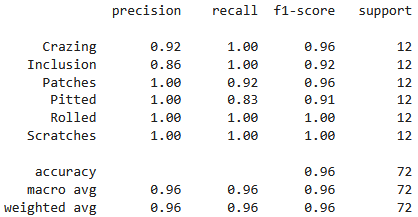 precision recall f1-score support
Crazing 0.92 1.00 0.96 12
Inclusion 0.86 1.00 0.92 12
Patches 1.00 0.92 0.96 12
Pitted 1.00 0.83 0.91 12
Rolled 1.00 1.00 1.00 12
Scratches 1.00 1.00 1.00 12
accuracy 0.96 72
macro avg 0.96 0.96 0.96 72
weighted avg 0.96 0.96 0.96 72